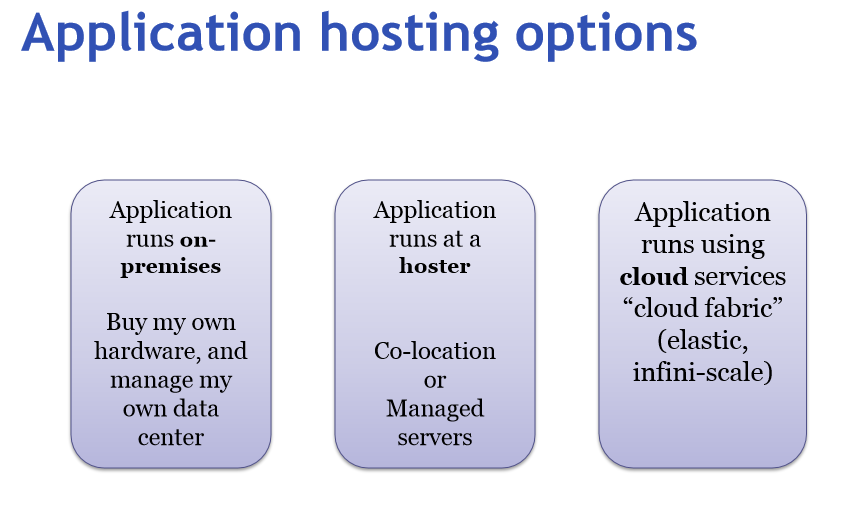 Application hosting options
Application
runs on-
premises
Buy my own
hardware, and
manage my
own data
center
Application
runs at a
hoster
Co-location
or
Managed
servers
Application
runs using
cloud services
“cloud fabric”
(elastic,
infini-scale)